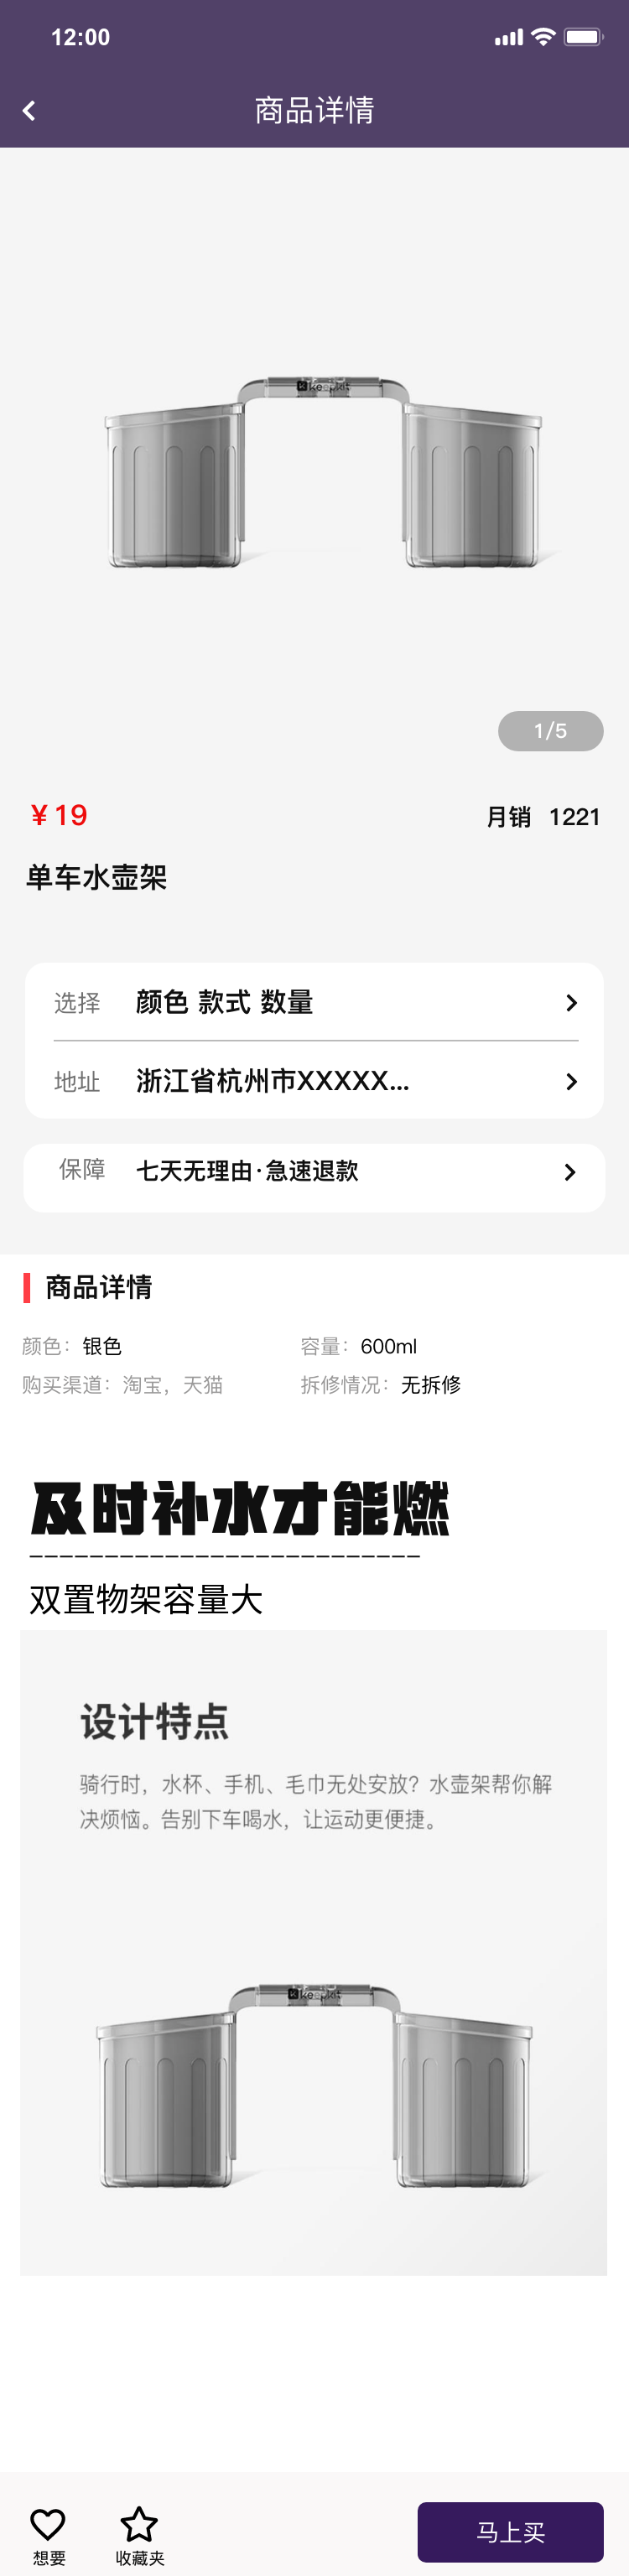 12:00
商品详情
keep
1/5
¥ 19
月销 1221
单车水壶架
选择 颜色 款式 数量
地址 浙江省杭州市XXXXX...
保障 七天无理由·急速退款
商品详情
颜色：银色 容量：600ml
购买渠道：淘宝，天猫 拆修情况：无拆修
及时补水才能燃
--------------------------
双置物架容量大
设计特点
骑行时，水杯、手机、毛巾无处安放？水壶架帮你解
决烦恼。告别下车喝水，让运动更便捷。
keep
想要 收藏夹 马上买